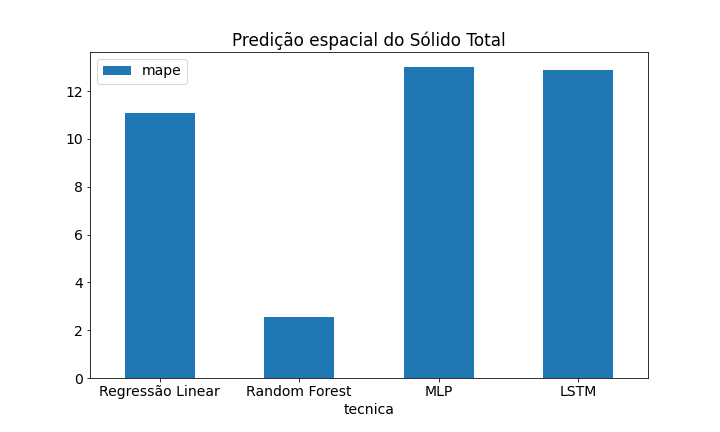 Predição espacial do Sólido Total
mape
12
10
8
6
4
2
0
Regressão Linear Random Forest MLP LSTM
tecnica